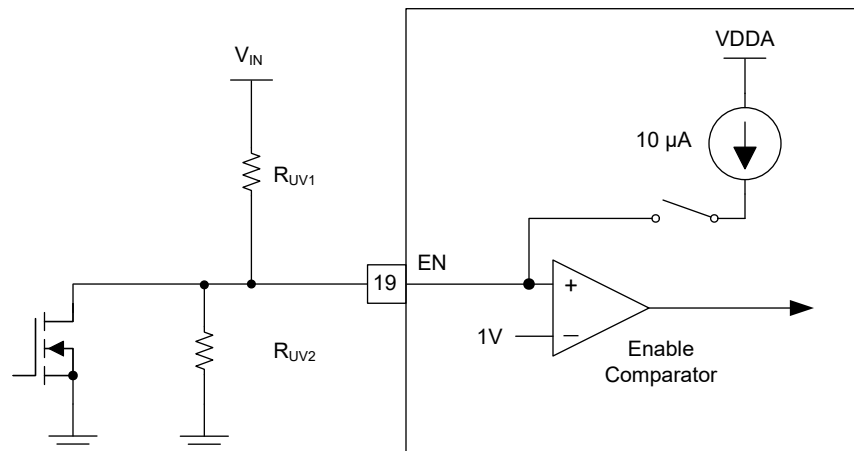 VDDA
V_IN
10 µA
R_UV1
19
EN
1V
R_UV2
Enable
Comparator